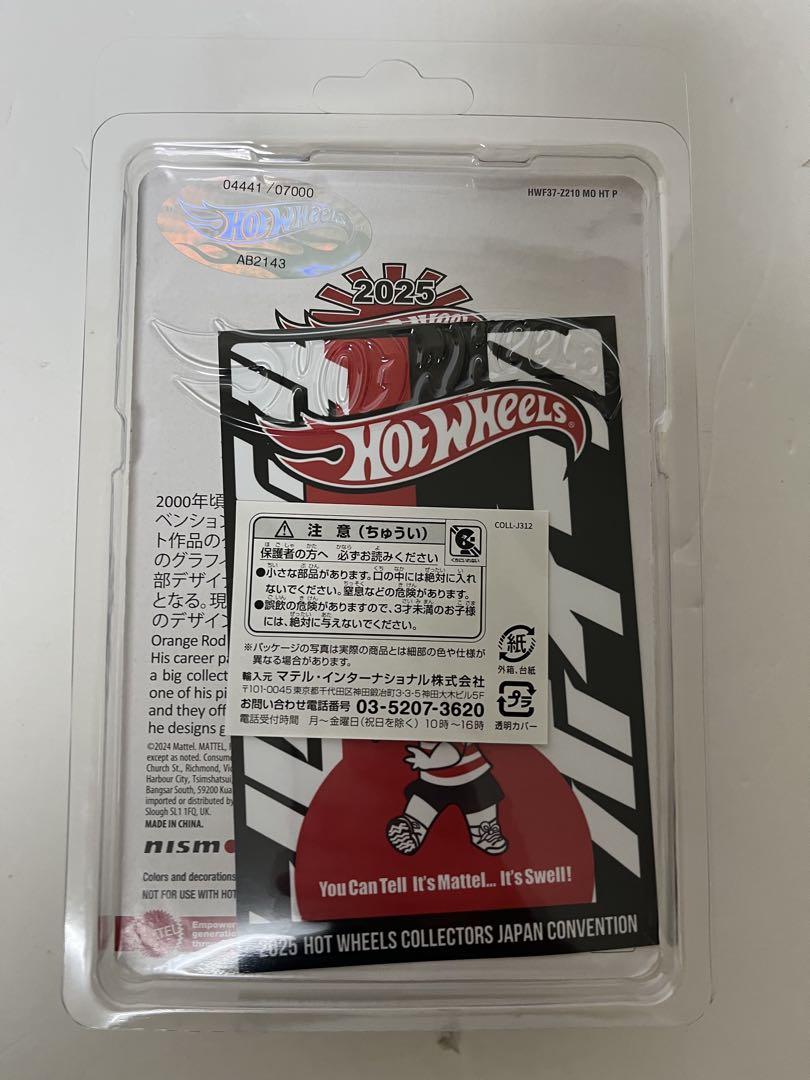 04441/07000
HWF37-Z210 MO HT P
HOT WHEELS
AB2143
2025
Hot Wheels
HOT WHEELS®
2000年頃
ベンション
ト作品の
のグラフィ
部デザイナ
となる。現
のデザイン
Orange Rod
His career pa
a big collect
one of his pi
and they off
he designs g
©2024 Mattel. MATTEL,
except as noted. Consume
Church St., Richmond, Vic
Harbour City, Tsimshatsui
Bangsar South, 59200 Kua
imported or distributed by
Slough SL1 1FQ, UK.
MADE IN CHINA.
nism
Colors and decorations
NOT FOR USE WITH HOT
MATTEL
Empower
generatio
thro
COLL-J312
注意(ちゅうい)
保護者の方へ 必ずお読みください
●小さな部品があります。口の中には絶対に入れ
ないでください。窒息などの危険があります。
●誤飲の危険がありますので、3才未満のお子様
には、絶対に与えないでください。
※パッケージの写真は実際の商品とは細部の色や仕様が
異なる場合があります。
輸入元 マテル・インターナショナル株式会社
〒101-0045 東京都千代田区神田鍛冶町3-3-5 神田大木ビル5F
お問い合わせ電話番号 03-5207-3620
電話受付時間 月～金曜日(祝日を除く) 10時～16時
紙
外箱、台紙
プラ
透明カバー
You Can Tell It's Mattel... It's Swell!
2025 HOT WHEELS COLLECTORS JAPAN CONVENTION